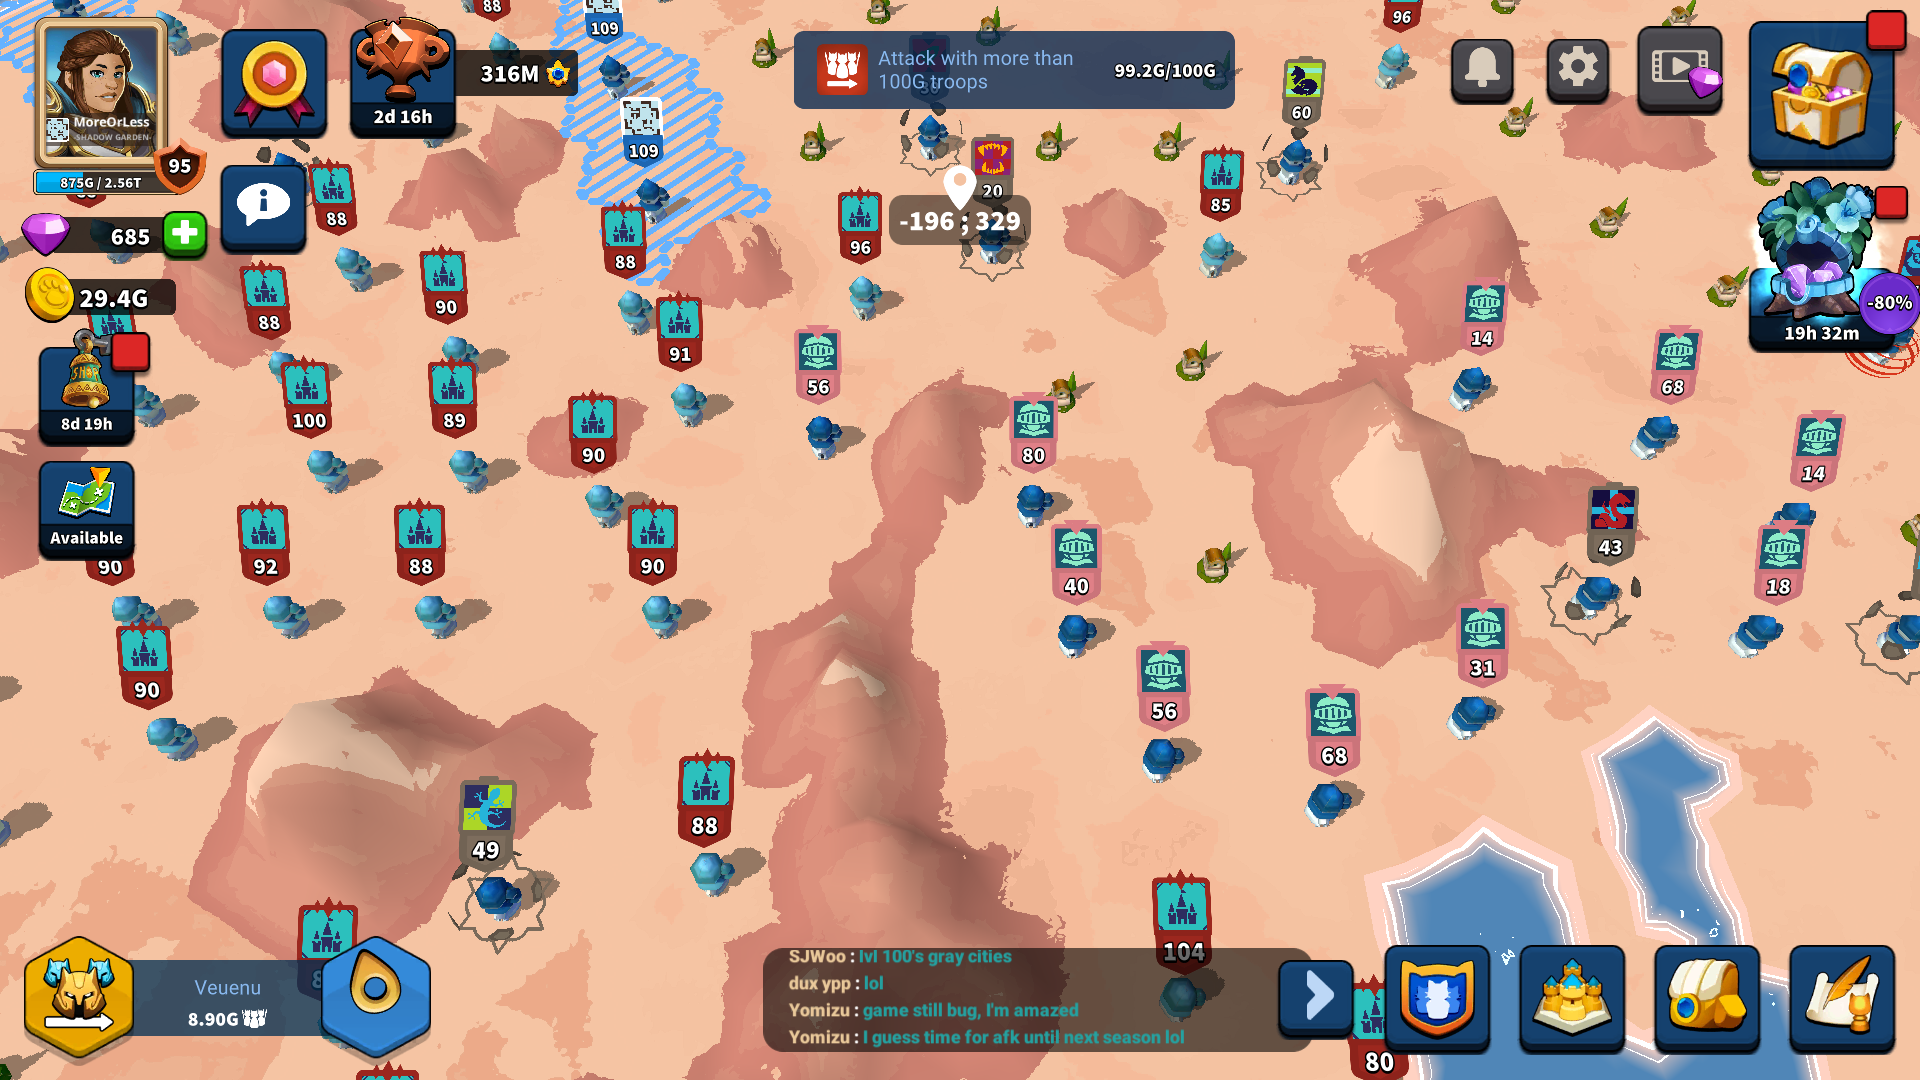 88
109
96
MoreOrLess
-SHADOW GARDEN-
95
875G / 2.56T
2d 16h
316M
109
Attack with more than
100G troops
99.2G/100G
60
20
-196 ; 329
685
29.4G
88
88
96
85
88
90
88
91
56
14
68
-80%
19h 32m
SHAP
8d 19h
100
89
90
80
14
Available
90
92
88
90
40
43
18
90
56
31
68
88
49
104
Veuenu
8.90G
SJWoo : lvl 100's gray cities
dux ypp : lol
Yomizu : game still bug, I'm amazed
Yomizu : I guess time for afk until next season lol
80